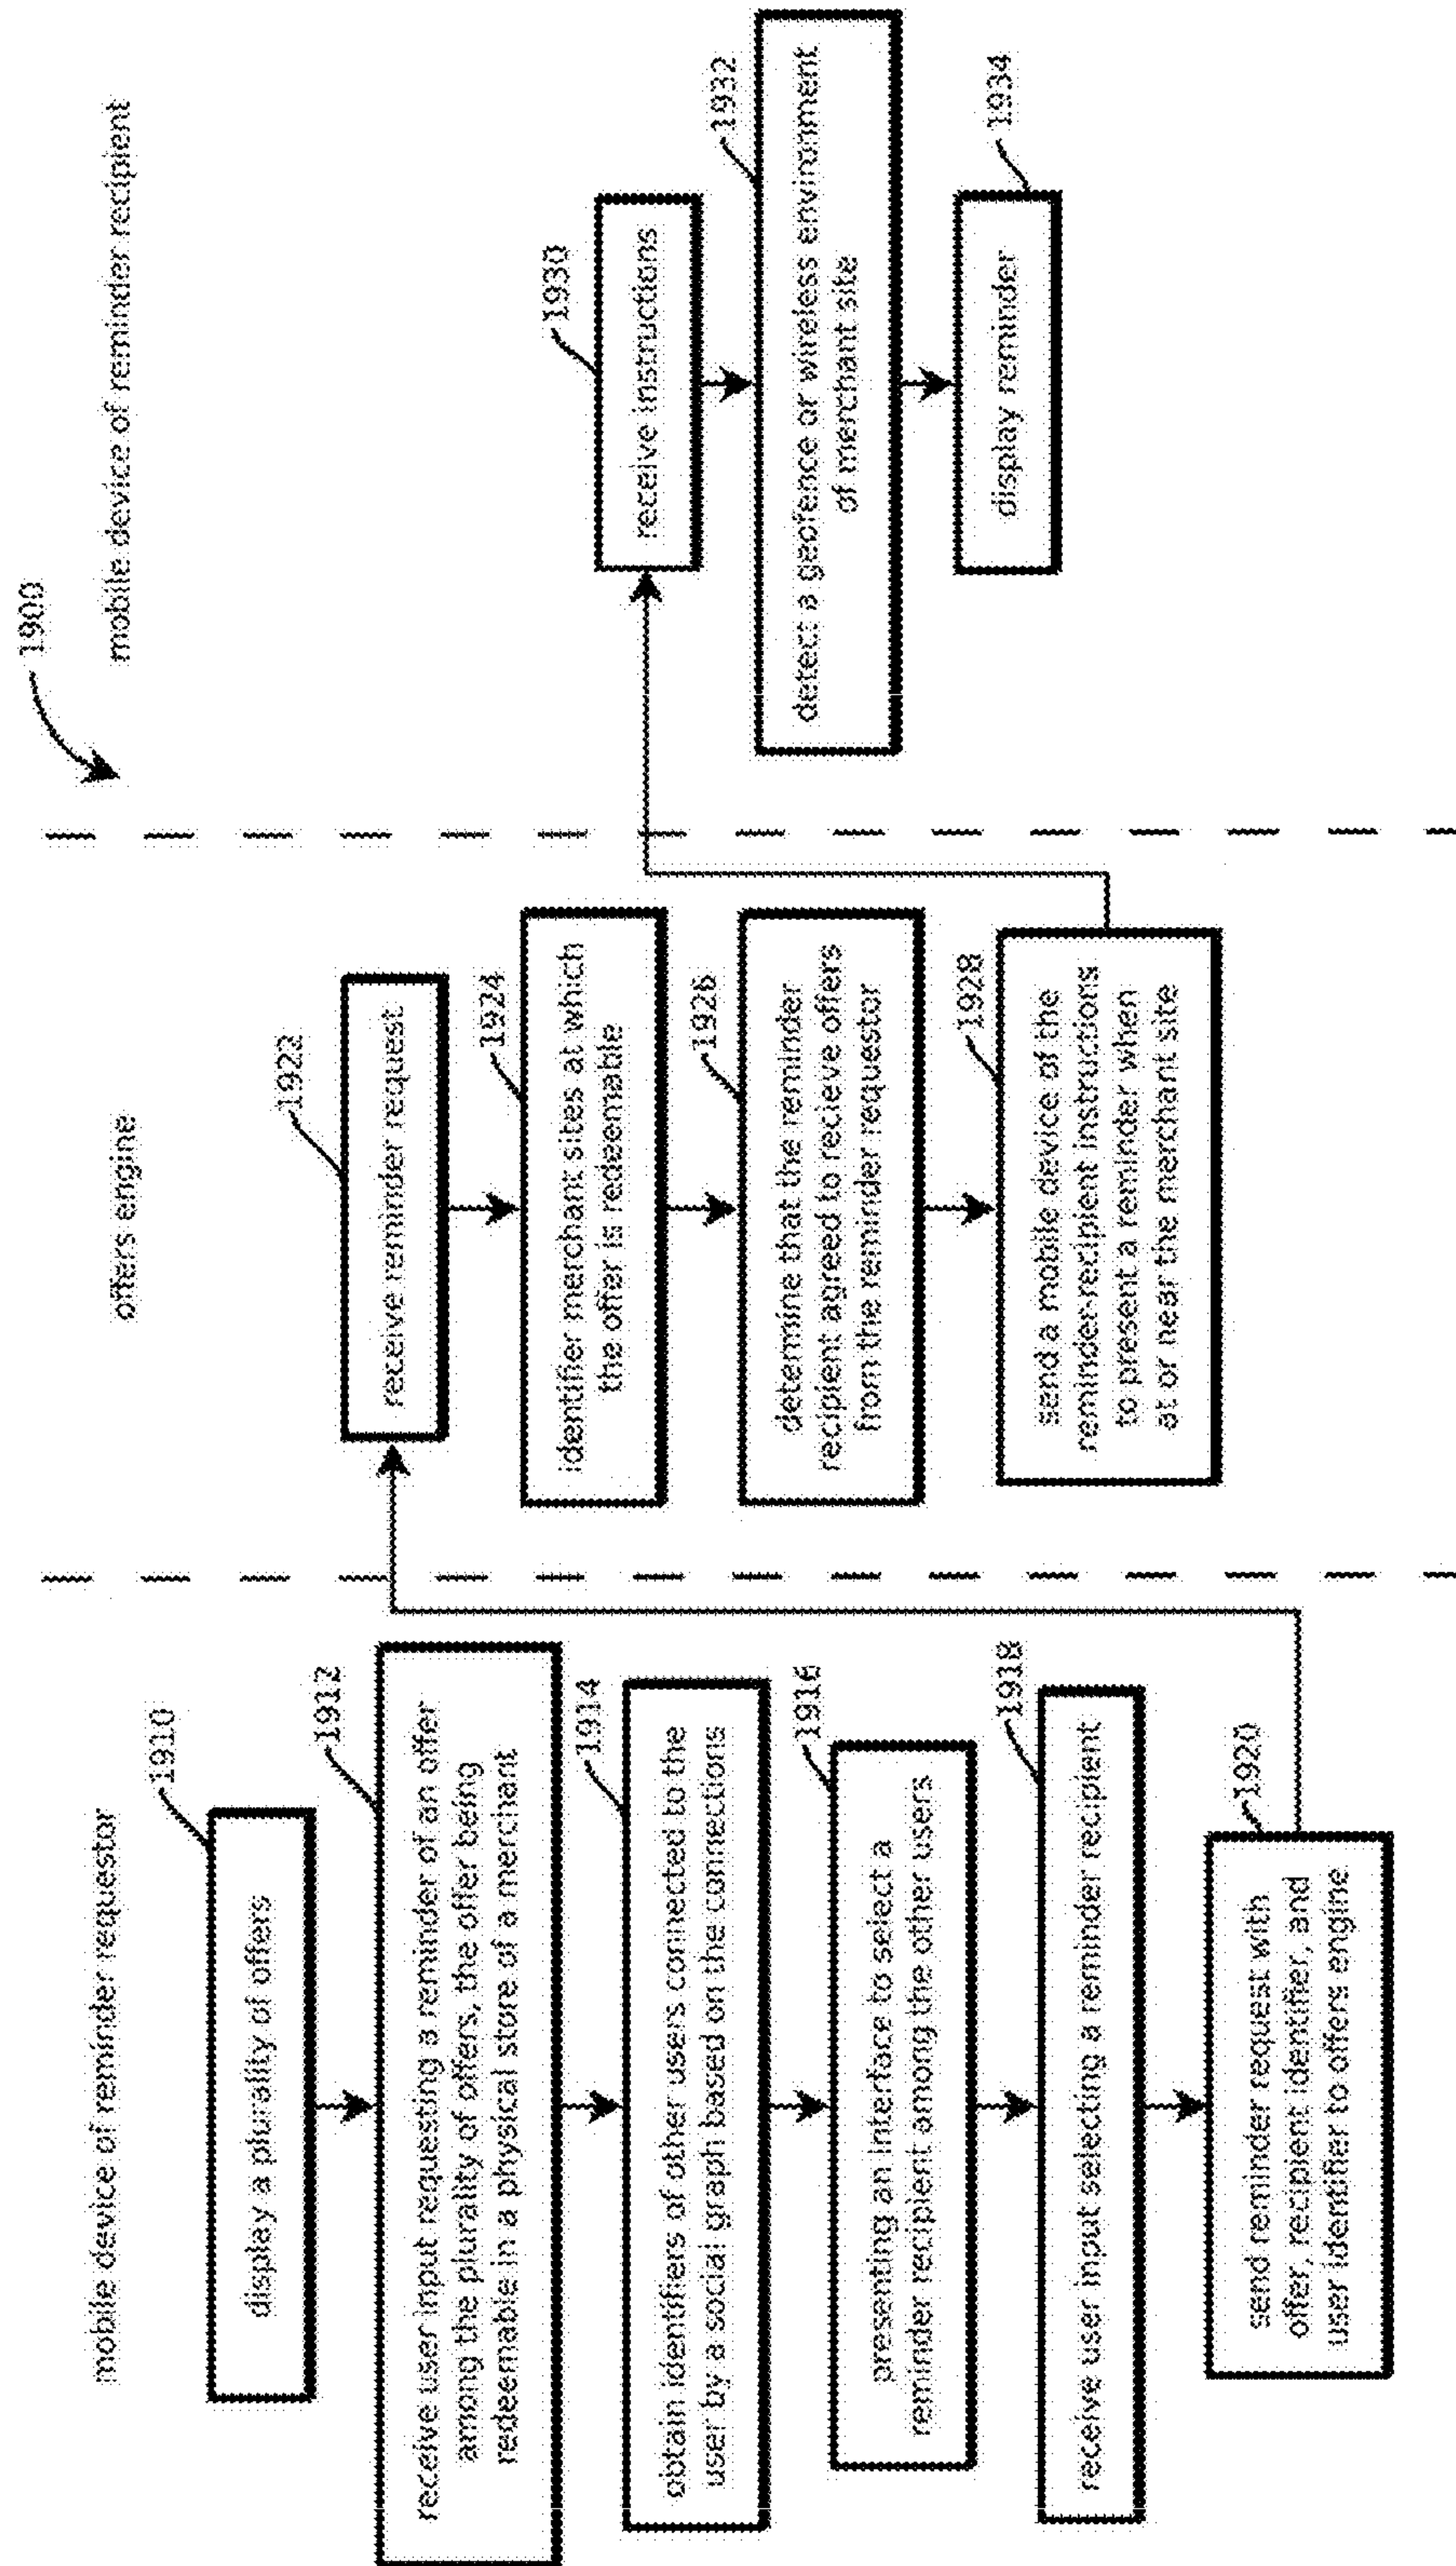 1900
mobile device of reminder requestor
1910
display a plurality of offers
1912
receive user input requesting a reminder of an offer
among the plurality of offers, the offer being
redeemable in a physical store of a merchant
1914
obtain identifiers of other users connected to the
user by a social graph based on the connections
1916
presenting an interface to select a
reminder recipient among the other users
1918
receive user input selecting a reminder recipient
1920
send reminder request with
offer, recipient identifier, and
user identifier to offers engine
offers engine
1922
receive reminder request
1924
identifier merchant sites at which
the offer is redeemable
1926
determine that the reminder
recipient agreed to recieve offers
from the reminder requestor
1928
send a mobile device of the
reminder-recipient instructions
to present a reminder when
at or near the merchant site
mobile device of reminder recipient
1930
receive instructions
1932
detect a geofence or wireless environment
of merchant site
1934
display reminder